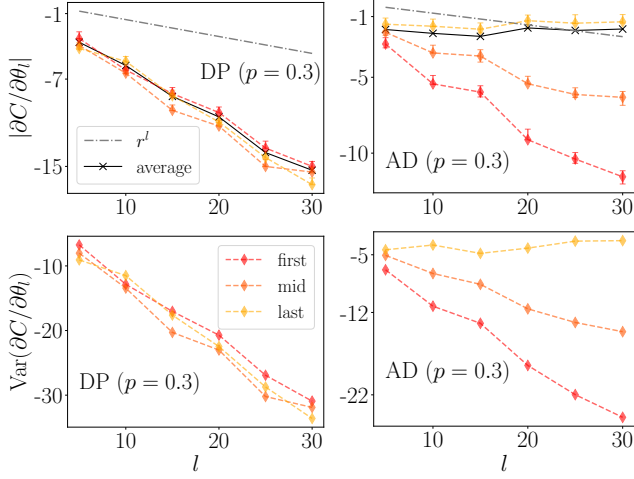 |∂C/∂θ_l|
-1
-7
-15
DP (p = 0.3)
r^l
average
10
20
30
-1
-5
-10
AD (p = 0.3)
10
20
30
Var(∂C/∂θ_l)
-10
-20
-30
first
mid
last
DP (p = 0.3)
10
20
30
l
-5
-12
-22
AD (p = 0.3)
10
20
30
l